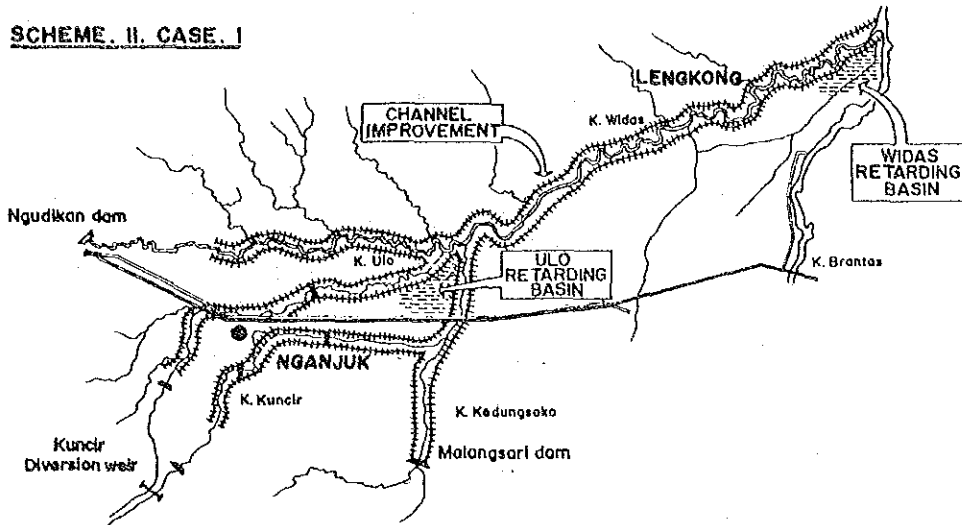 SCHEME. II. CASE. I
LENGKONG
CHANNEL
IMPROVEMENT
K. Widas
WIDAS
RETARDING
BASIN
Ngudikan dam
K. Ulo
ULO
RETARDING
BASIN
K. Brantas
NGANJUK
K. Kuncir
K. Kedungsoko
Kuncir
Diversion weir
Malangsari dam